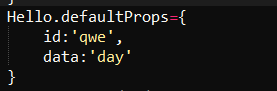 Hello.defaultProps={
    id:'qwe',
    data:'day'
}